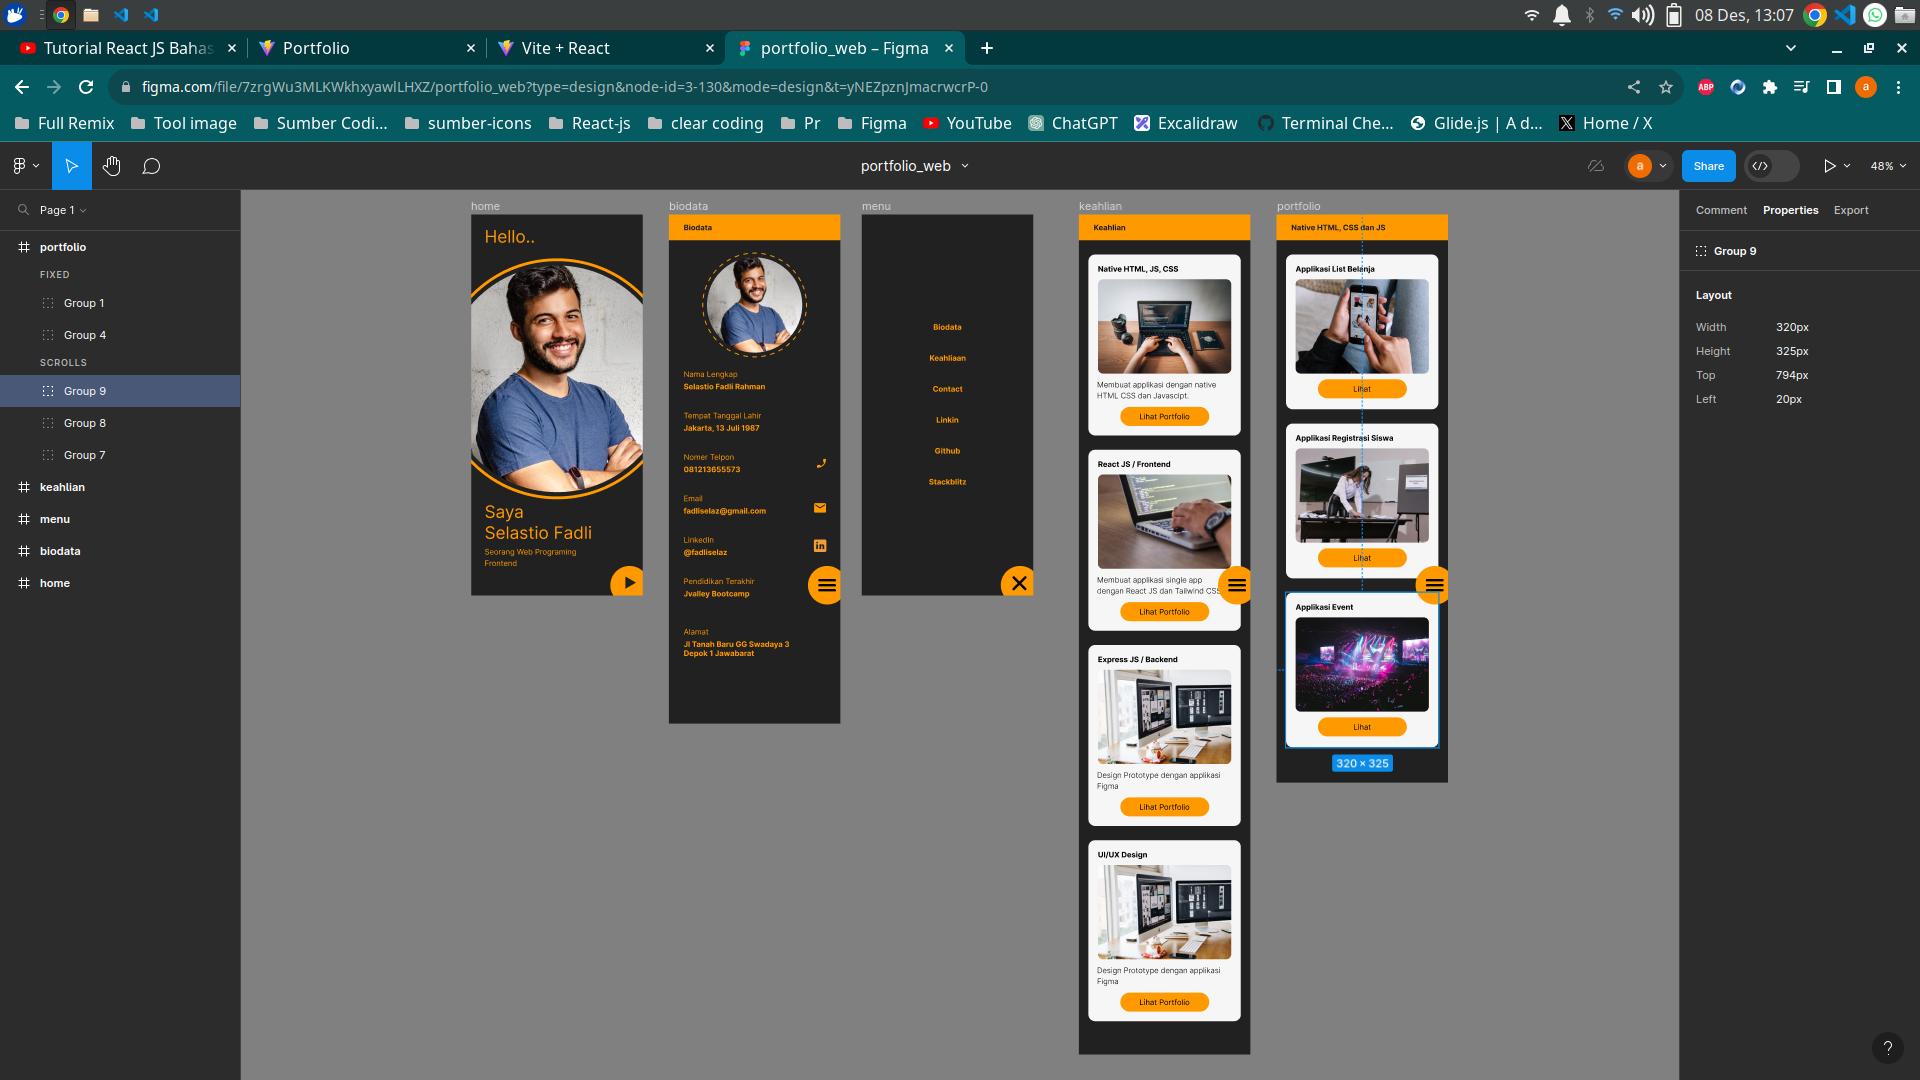 08 Des, 13:07
Tutorial React JS Bahas
Portfolio
Vite + React
portfolio_web – Figma
figma.com/file/7zrgWu3MLKWkhxyawlLHXZ/portfolio_web?type=design&node-id=3-130&mode=design&t=yNEZpznJmacrwcrP-0
ABP
a
Full Remix
Tool image
Sumber Codi...
sumber-icons
React-js
clear coding
Pr
Figma
YouTube
ChatGPT
Excalidraw
Terminal Che...
Glide.js | A d...
Home / X
portfolio_web
a
Share
48%
Page 1
portfolio
FIXED
Group 1
Group 4
SCROLLS
Group 9
Group 8
Group 7
keahlian
menu
biodata
home
home
Hello..
Saya
Selastio Fadli
Seorang Web Programing
Frontend
biodata
Biodata
Nama Lengkap
Selastio Fadli Rahman
Tempat Tanggal Lahir
Jakarta, 13 Juli 1987
Nomer Telpon
081213655573
Email
fadliselaz@gmail.com
LinkedIn
@fadliselaz
Pendidikan Terakhir
Jvalley Bootcamp
Alamat
Jl Tanah Baru GG Swadaya 3
Depok 1 Jawabarat
menu
Biodata
Keahliaan
Contact
Linkin
Github
Stackblitz
keahlian
Keahlian
Native HTML, JS, CSS
Membuat applikasi dengan native
HTML CSS dan Javascipt.
Lihat Portfolio
React JS / Frontend
Membuat applikasi single app
dengan React JS dan Tailwind CSS
Lihat Portfolio
Express JS / Backend
Design Prototype dengan applikasi
Figma
Lihat Portfolio
UI/UX Design
Design Prototype dengan applikasi
Figma
Lihat Portfolio
portfolio
Native HTML, CSS dan JS
Applikasi List Belanja
Lihat
Applikasi Registrasi Siswa
Lihat
Applikasi Event
Lihat
320 × 325
Comment
Properties
Export
Group 9
Layout
Width 320px
Height 325px
Top 794px
Left 20px
?